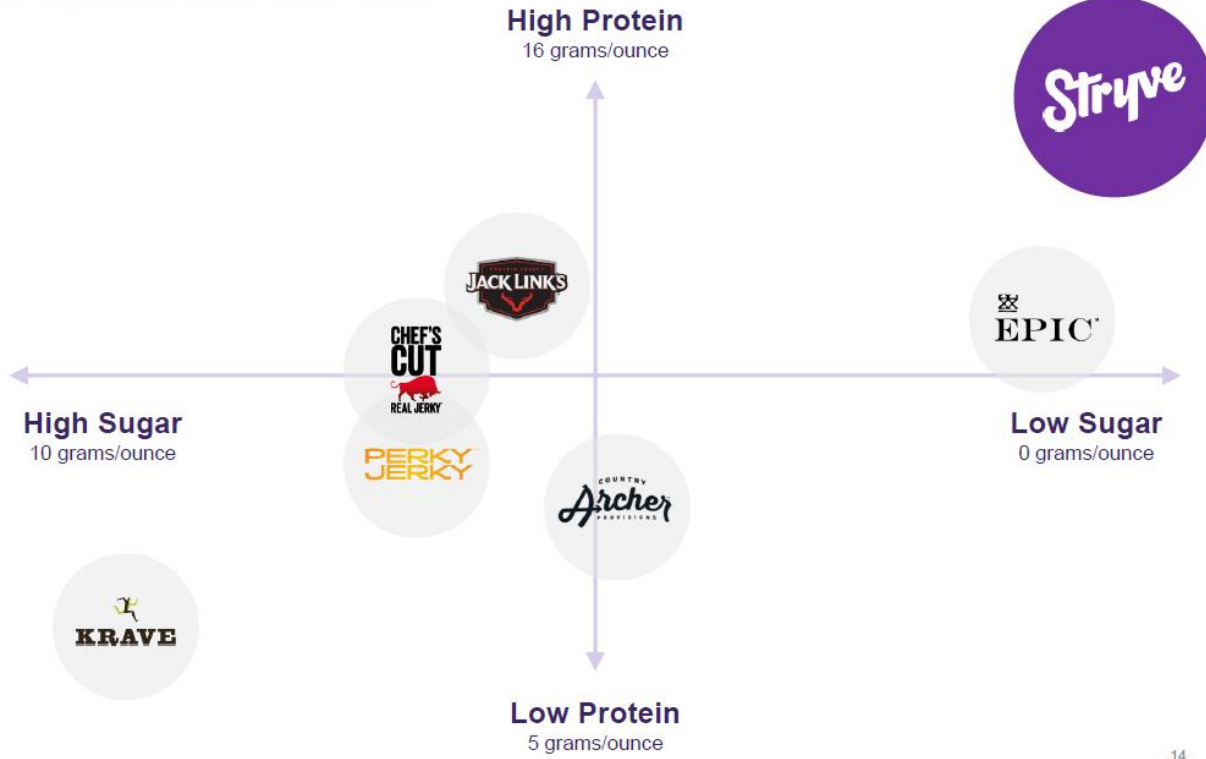 High Protein
16 grams/ounce
Stryve
JACK LINK'S
EPIC
CHEF'S
CUT
REAL JERKY
High Sugar
10 grams/ounce
Low Sugar
0 grams/ounce
PERKY
JERKY
COUNTRY
Archer
PROVISIONS
KRAVE
Low Protein
5 grams/ounce
14